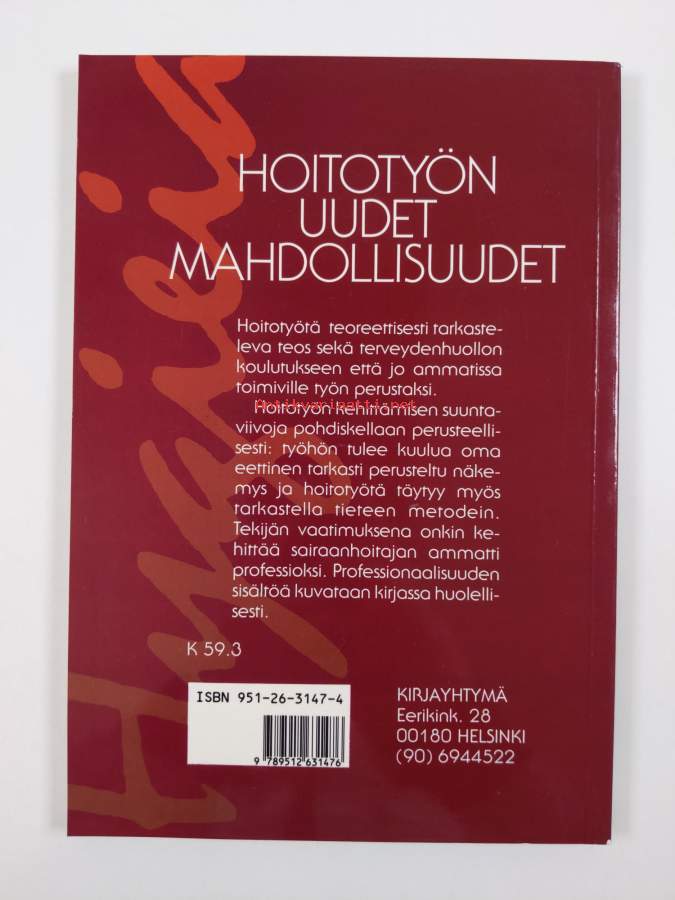 Hygieia
HOITOTYÖN
UUDET
MAHDOLLISUUDET
Hoitotyötä teoreettisesti tarkaste-
leva teos sekä terveydenhuollon
koulutukseen että jo ammatissa
toimiville työn perustaksi.
Antikvariaatti.net
Hoitotyön kehittämisen suunta-
viivoja pohdiskellaan perusteelli-
sesti: työhön tulee kuulua oma
eettinen tarkasti perusteltu näke-
mys ja hoitotyötä täytyy myös
tarkastella tieteen metodein.
Tekijän vaatimuksena onkin ke-
hittää sairaanhoitajan ammatti
professioksi. Professionaalisuuden
sisältöä kuvataan kirjassa huolelli-
sesti.
K 59.3
ISBN 951-26-3147-4
9 789512 631476
KIRJAYHTYMÄ
Eerikink. 28
00180 HELSINKI
(90) 6944522